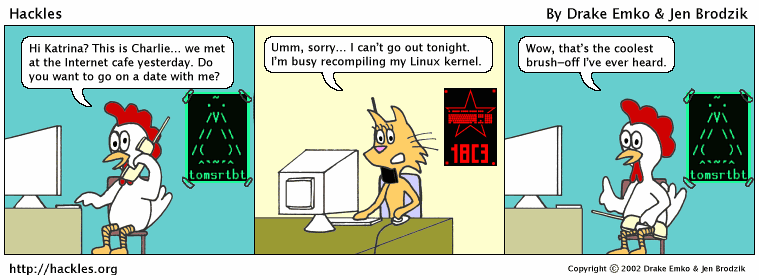 Hackles
By Drake Emko & Jen Brodzik
Hi Katrina? This is Charlie... we met
at the Internet cafe yesterday. Do
you want to go on a date with me?
tomsrtbt
Umm, sorry... I can't go out tonight.
I'm busy recompiling my Linux kernel.
18C3
Wow, that's the coolest
brush-off I've ever heard.
tomsrtbt
http://hackles.org
Copyright © 2002 Drake Emko & Jen Brodzik